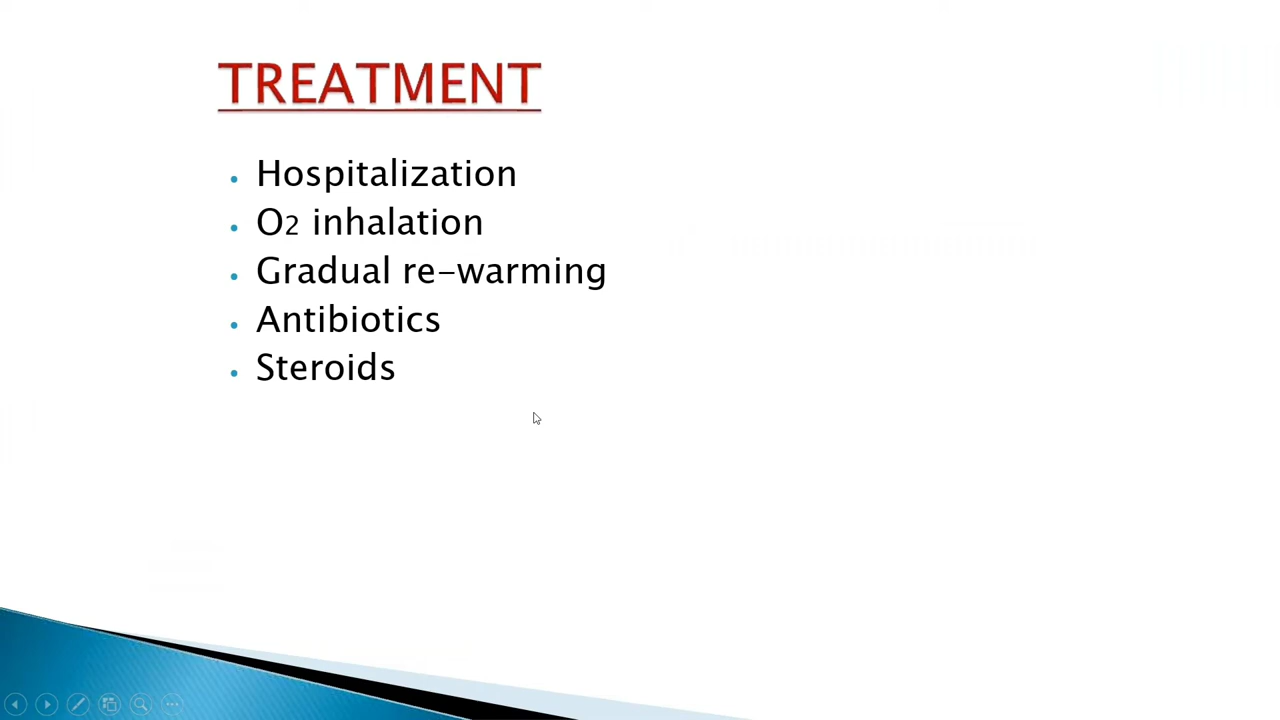 TREATMENT
• Hospitalization
• O2 inhalation
• Gradual re-warming
• Antibiotics
• Steroids